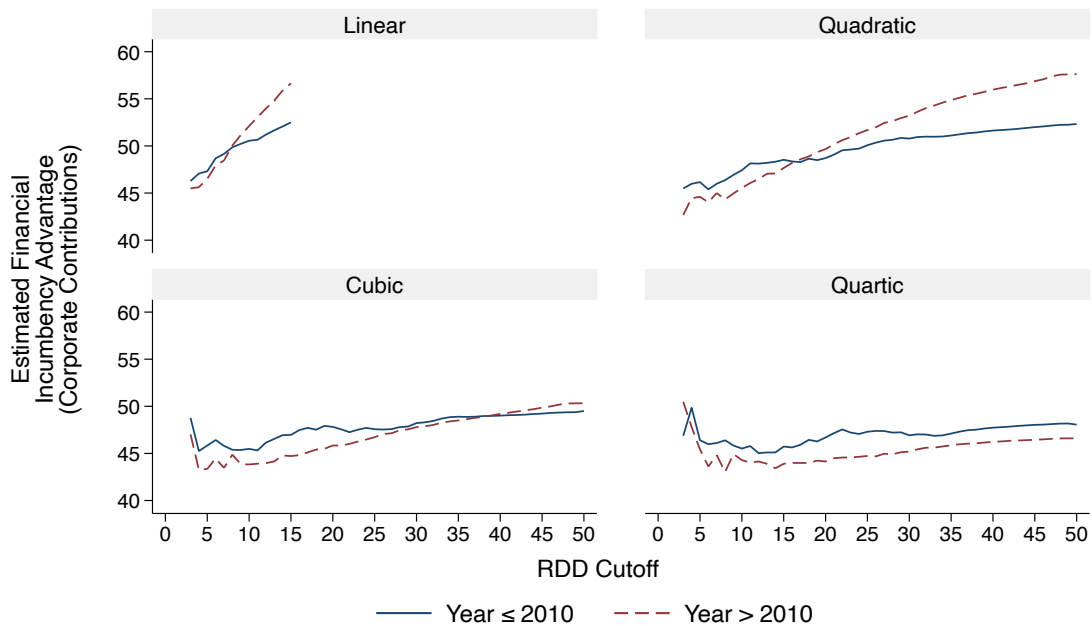 Linear
Quadratic
60
55
50
45
40
Cubic
Quartic
60
55
50
45
40
0 5 10 15 20 25 30 35 40 45 50
0 5 10 15 20 25 30 35 40 45 50
Estimated Financial
Incumbency Advantage
(Corporate Contributions)
RDD Cutoff
Year ≤ 2010
Year > 2010